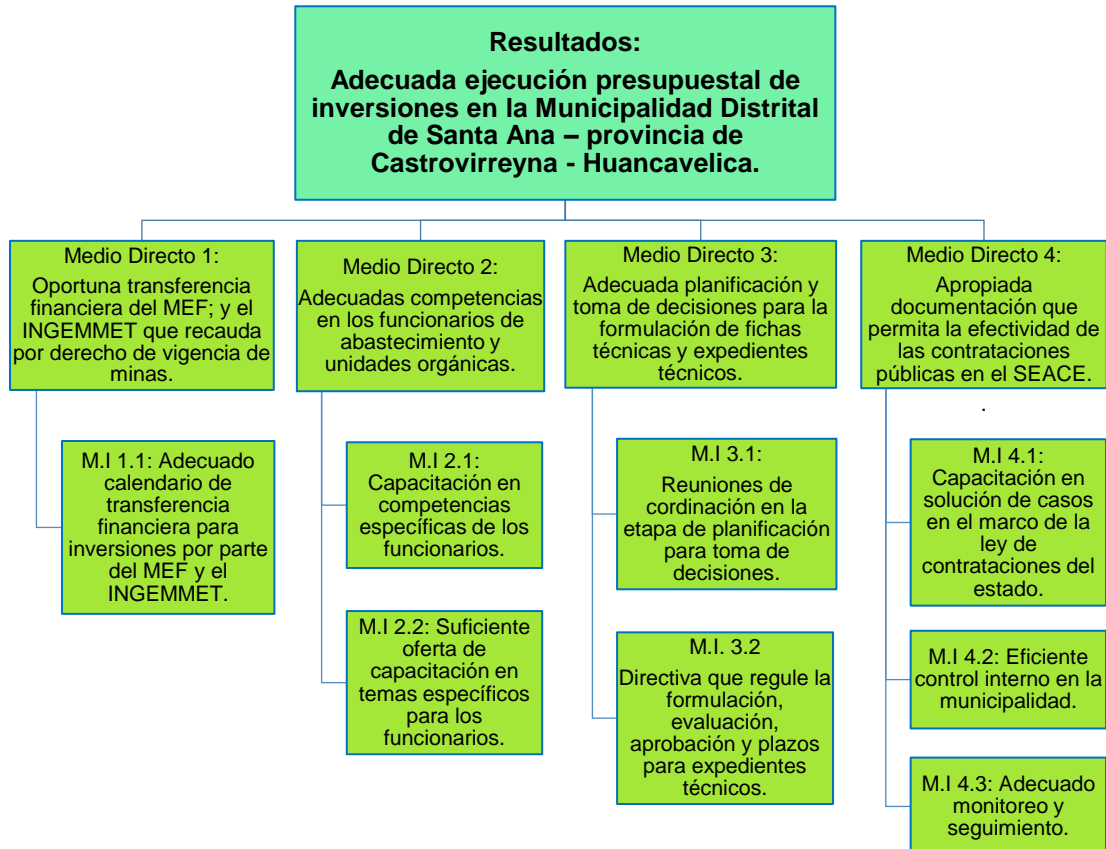 Resultados:
Adecuada ejecución presupuestal de
inversiones en la Municipalidad Distrital
de Santa Ana – provincia de
Castrovirreyna - Huancavelica.
Medio Directo 1:
Oportuna transferencia
financiera del MEF; y el
INGEMMET que recauda
por derecho de vigencia de
minas.
M.I 1.1: Adecuado
calendario de
transferencia
financiera para
inversiones por parte
del MEF y el
INGEMMET.
Medio Directo 2:
Adecuadas competencias
en los funcionarios de
abastecimiento y
unidades orgánicas.
M.I 2.1:
Capacitación en
competencias
específicas de los
funcionarios.
M.I 2.2: Suficiente
oferta de
capacitación en
temas específicos
para los
funcionarios.
Medio Directo 3:
Adecuada planificación y
toma de decisiones para la
formulación de fichas
técnicas y expedientes
técnicos.
M.I 3.1:
Reuniones de
cordinación en la
etapa de planificación
para toma de
decisiones.
M.I. 3.2
Directiva que regule la
formulación,
evaluación,
aprobación y plazos
para expedientes
técnicos.
Medio Directo 4:
Apropiada
documentación que
permita la efectividad de
las contrataciones
públicas en el SEACE.
.
M.I 4.1:
Capacitación en
solución de casos
en el marco de la
ley de
contrataciones del
estado.
M.I 4.2: Eficiente
control interno en la
municipalidad.
M.I 4.3: Adecuado
monitoreo y
seguimiento.